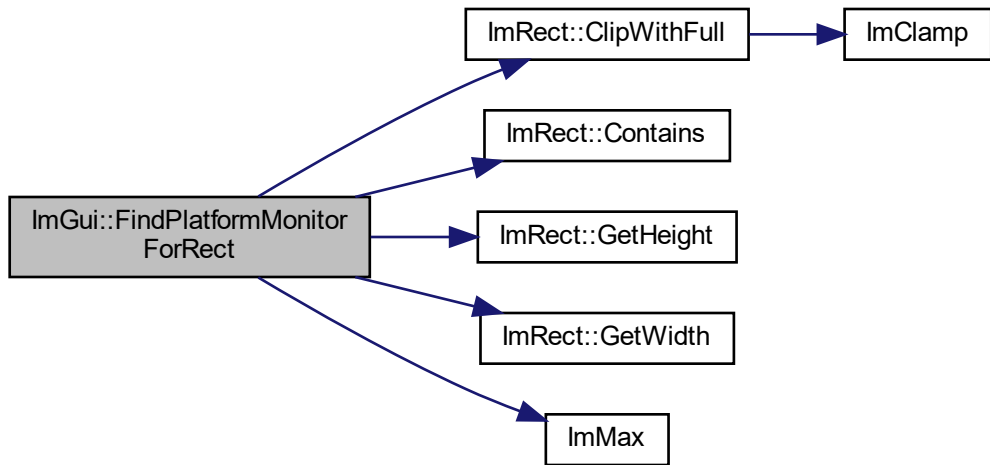 ImRect::ClipWithFull
ImClamp
ImRect::Contains
ImGui::FindPlatformMonitor
ForRect
ImRect::GetHeight
ImRect::GetWidth
ImMax